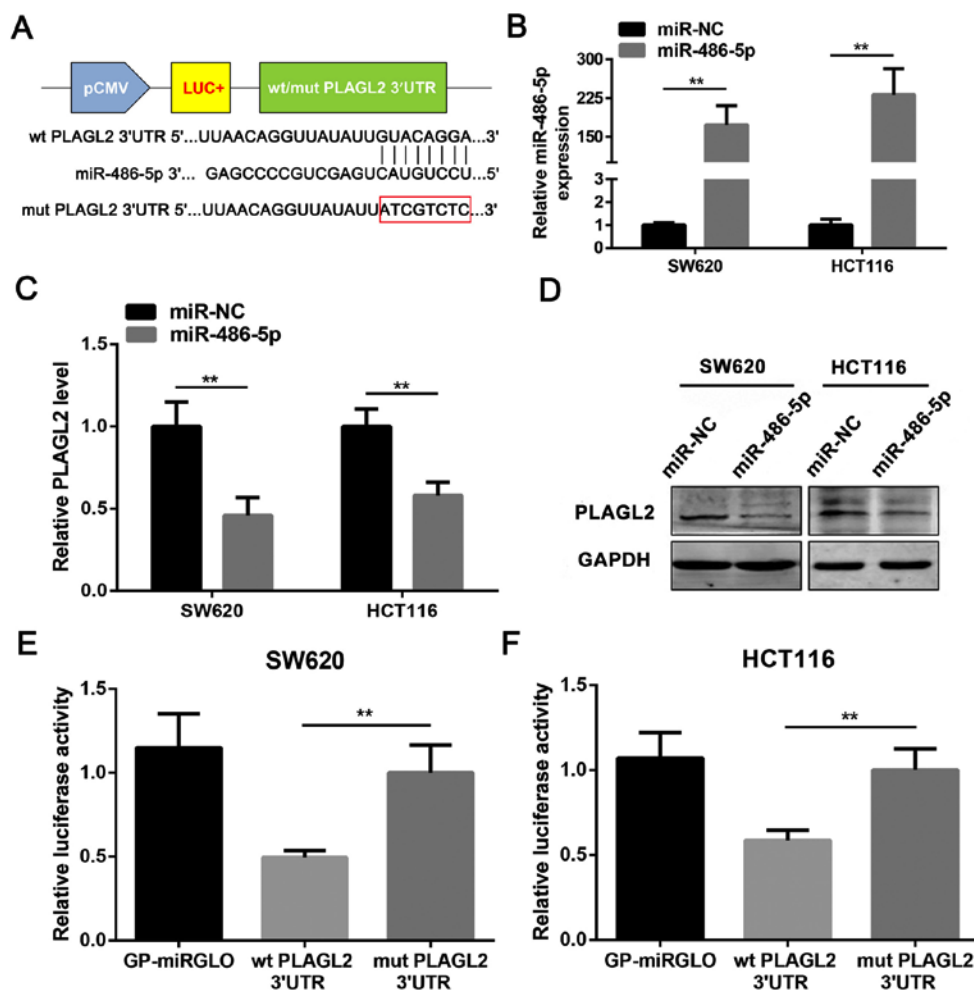 A
pCMV
LUC+
wt/mut PLAGL2 3'UTR
wt PLAGL2 3'UTR 5'...UUAACAGGUUAUAUUGUACAGGA...3'
miR-486-5p 3' GAGCCCCGUCGAGUCAUGUCCU...5'
mut PLAGL2 3'UTR 5'...UUAACAGGUUAUAUUATCGTCTC...3'
B
miR-NC
miR-486-5p
Relative miR-486-5p
expression
300
225
150
2
1
0
**
**
SW620
HCT116
C
miR-NC
miR-486-5p
Relative PLAGL2 level
1.5
1.0
0.5
0.0
**
**
SW620
HCT116
D
SW620
HCT116
miR-NC
miR-486-5p
miR-NC
miR-486-5p
PLAGL2
GAPDH
E
SW620
Relative luciferase activity
1.5
1.0
0.5
0.0
**
GP-miRGLO
wt PLAGL2
3'UTR
mut PLAGL2
3'UTR
F
HCT116
Relative luciferase activity
1.5
1.0
0.5
0.0
**
GP-miRGLO
wt PLAGL2
3'UTR
mut PLAGL2
3'UTR